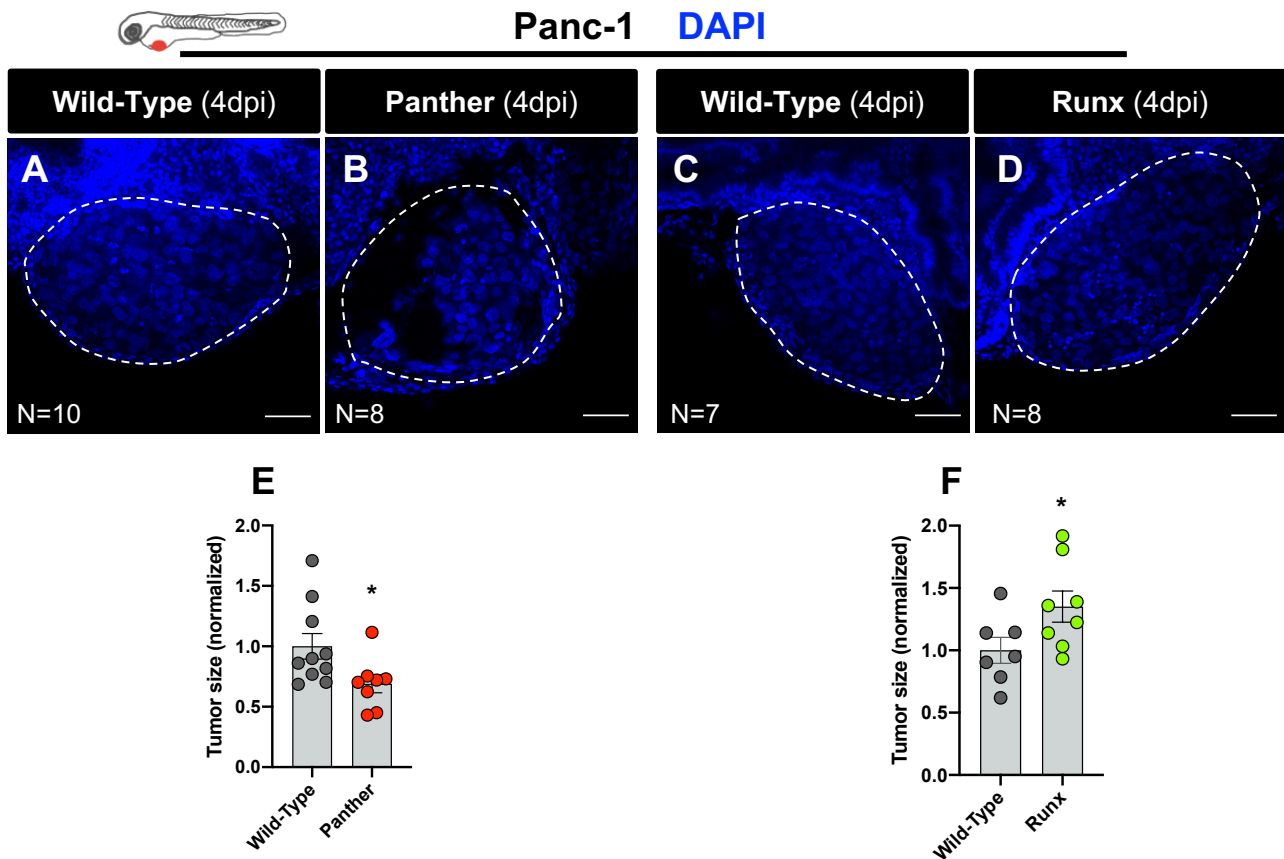 Panc-1 DAPI
Wild-Type (4dpi)
Panther (4dpi)
Wild-Type (4dpi)
Runx (4dpi)
A
B
C
D
N=10
N=8
N=7
N=8
E
Tumor size (normalized)
2.0
1.5
1.0
0.5
0.0
*
Wild-Type
Panther
F
Tumor size (normalized)
2.0
1.5
1.0
0.5
0.0
*
Wild-Type
Runx